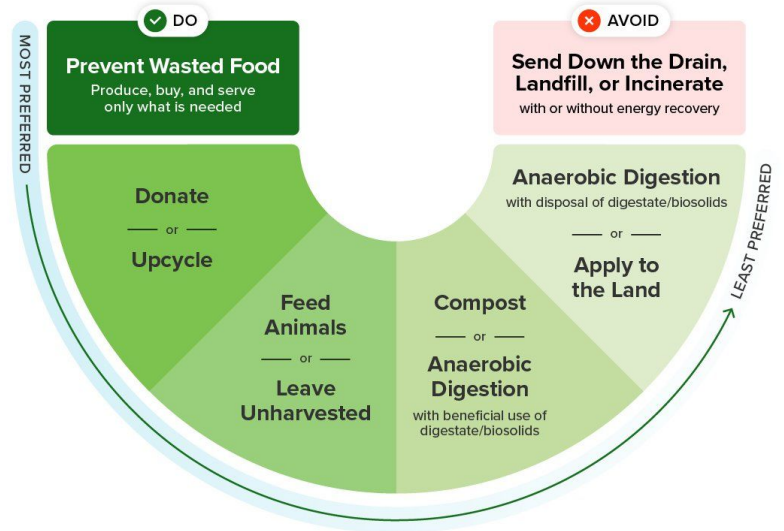 DO
Prevent Wasted Food
Produce, buy, and serve
only what is needed
MOST PREFERRED
Donate
or
Upcycle
Feed
Animals
or
Leave
Unharvested
Compost
or
Anaerobic
Digestion
with beneficial use of
digestate/biosolids
Anaerobic Digestion
with disposal of digestate/biosolids
or
Apply to
the Land
LEAST PREFERRED
AVOID
Send Down the Drain,
Landfill, or Incinerate
with or without energy recovery